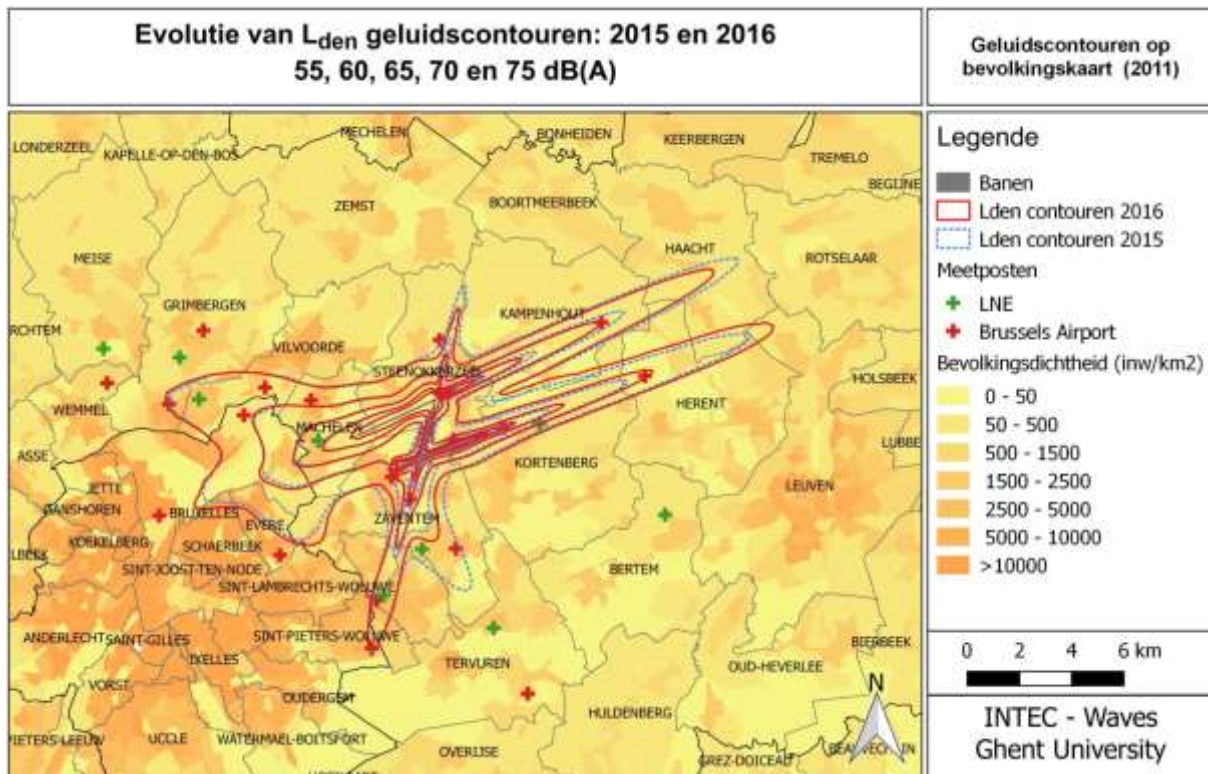 Evolutie van Lden geluidscontouren: 2015 en 2016
55, 60, 65, 70 en 75 dB(A)
Geluidscontouren op
bevolkingskaart (2011)
MECHELEN
BONHEIDEN
KEERBERGEN
LONDERZEEL
KAPELLE-OP-DEN-BOS
TREMELO
BEGIJNE
ZEMST
BOORTMEERBEEK
HAACHT
ROTSELAAR
MEISE
GRIMBERGEN
KAMPENHOUT
RCHTEM
VILVOORDE
STEENOKKERZEEL
HOLSBEEK
WEMMEL
HERENT
MACHELEN
LUBBE
ASSE
KORTENBERG
JETTE
LEUVEN
GANSHOREN
BRUXELLES
EVERE
ZAVENTEM
KOEKELBERG
SCHAERBEEK
ELBEEK
SINT-JOOST-TEN-NODE
BERTEM
SINT-LAMBRECHTS-WOLUWE
ANDERLECHT
SAINT-GILLES
SINT-PIETERS-WOLUWE
BIERBEEK
IXELLES
TERVUREN
OUD-HEVERLEE
VORST
OUDERGEM
HULDENBERG
PIETERS-LEEUW
UCCLE
WATERMAEL-BOITSFORT
OVERIJSE
GREZ-DOICEAU
N
Legende
Banen
Lden contouren 2016
Lden contouren 2015
Meetposten
LNE
Brussels Airport
Bevolkingsdichtheid (inw/km2)
0 - 50
50 - 500
500 - 1500
1500 - 2500
2500 - 5000
5000 - 10000
>10000
0 2 4 6 km
INTEC - Waves
Ghent University